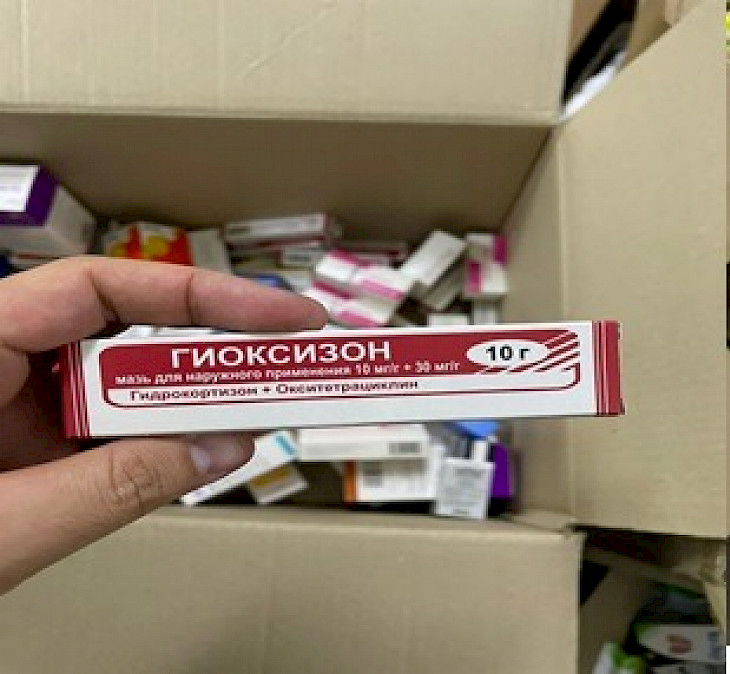 ГИОКСИЗОН
10 г
мазь для наружного применения 10 мг/г + 30 мг/г
Гидрокортизон + Окситетрациклин